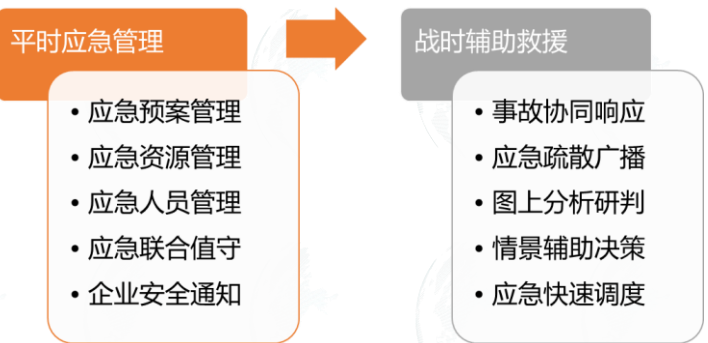 平时应急管理
• 应急预案管理
• 应急资源管理
• 应急人员管理
• 应急联合值守
• 企业安全通知
战时辅助救援
• 事故协同响应
• 应急疏散广播
• 图上分析研判
• 情景辅助决策
• 应急快速调度